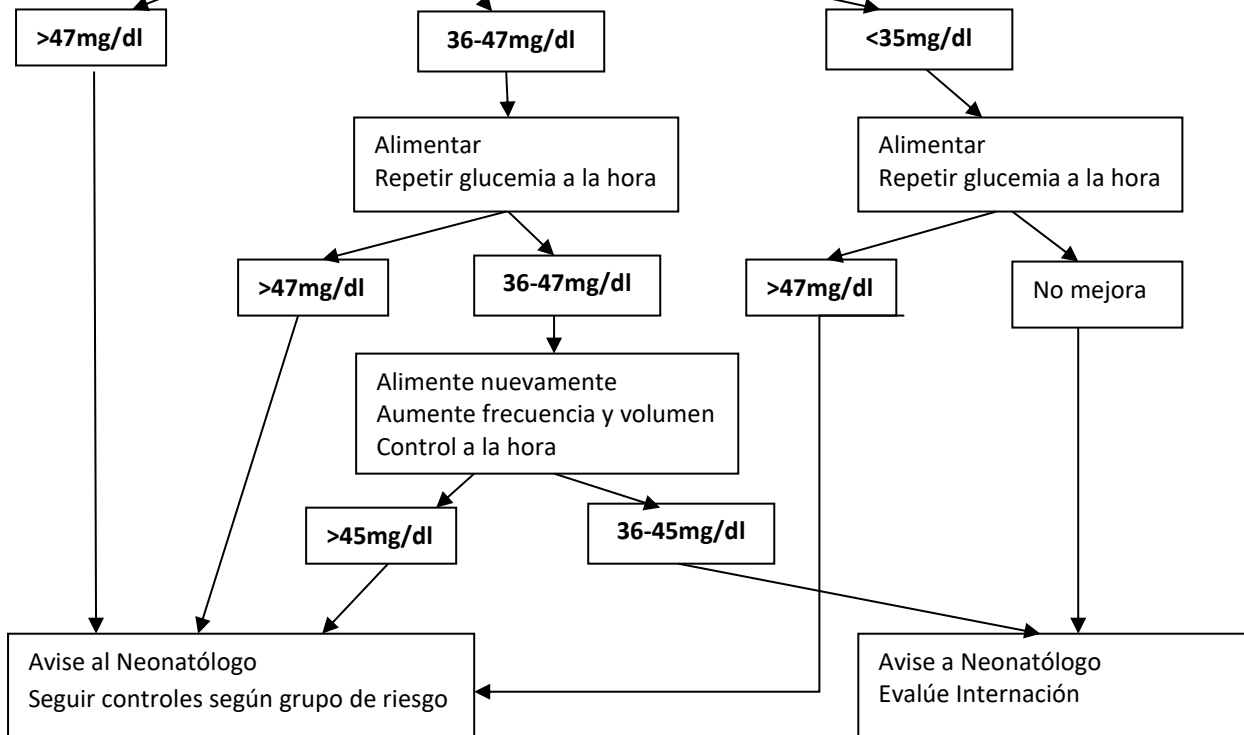 >47mg/dl
36-47mg/dl
<35mg/dl
Alimentar
Repetir glucemia a la hora
Alimentar
Repetir glucemia a la hora
>47mg/dl
36-47mg/dl
>47mg/dl
No mejora
Alimente nuevamente
Aumente frecuencia y volumen
Control a la hora
>45mg/dl
36-45mg/dl
Avise al Neonatólogo
Seguir controles según grupo de riesgo
Avise a Neonatólogo
Evalúe Internación